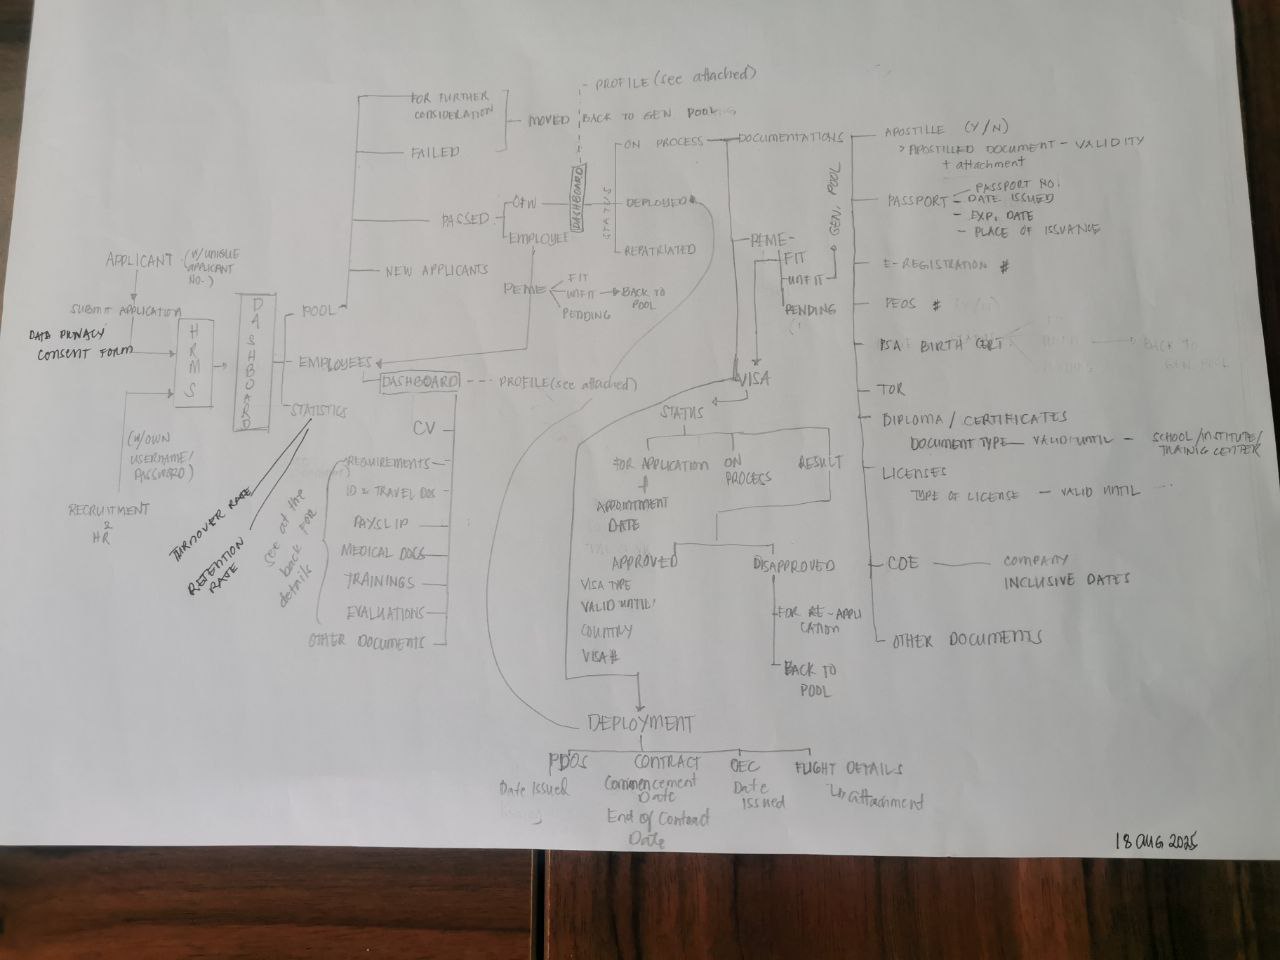 APPLICANT (W/ UNIQUE
APPLICANT
NO.)
SUBMIT APPLICATION
DATA PRIVACY
CONSENT FORM
HRMS
(W/ OWN
USERNAME/
PASSWORD)
RECRUITMENT
2
HR
DASHBOARD
POOL
EMPLOYEES
STATISTICS
TURNOVER RATE
RETENTION
RATE
FOR FURTHER
CONSIDERATION
FAILED
MOVED BACK TO GEN POOL
PASSED
OFW
EMPLOYEE
NEW APPLICANTS
PEME
FIT
UNFIT
BACK TO
POOL
PENDING
DASHBOARD
- PROFILE (see attached)
STATUS
ON PROCESS
DEPLOYED
REPATRIATED
DASHBOARD
PROFILE (see attached)
CV
REQUIREMENTS
ID & TRAVEL DOS
PAYSLIP
MEDICAL DOCS
TRAININGS
EVALUATIONS
OTHER DOCUMENTS
see at the
back for
details
DOCUMENTATIONS
PEME-
FIT
UNFIT
PENDING
GEN. POOL
VISA
STATUS
FOR APPLICATION
APPOINTMENT
DATE
ON
PROCESS
RESULT
APPROVED
VISA TYPE
VALID UNTIL
COUNTRY
VISA #
DISAPPROVED
FOR RE-APPLI
CATION
BACK TO
POOL
DEPLOYMENT
PDOS
Date Issued
CONTRACT
Commencement
Date
End of Contract
Date
OEC
Date
Issued
FLIGHT DETAILS
attachment
APOSTILLE (Y/N)
> APOSTILLED DOCUMENT - VALIDITY
+ attachment
PASSPORT
- PASSPORT NO.
- DATE ISSUED
- EXP. DATE
- PLACE OF ISSUANCE
E-REGISTRATION #
PEOS #
PSA BIRTH CERT
BACK TO
GEN POOL
TOR
DIPLOMA / CERTIFICATES
DOCUMENT TYPE - VALID UNTIL - SCHOOL/INSTITUTE/
TRAINIG CENTER
LICENSES
TYPE OF LICENSE - VALID UNTIL
COE
COMPANY
INCLUSIVE DATES
OTHER DOCUMENTS
18 AUG 2025